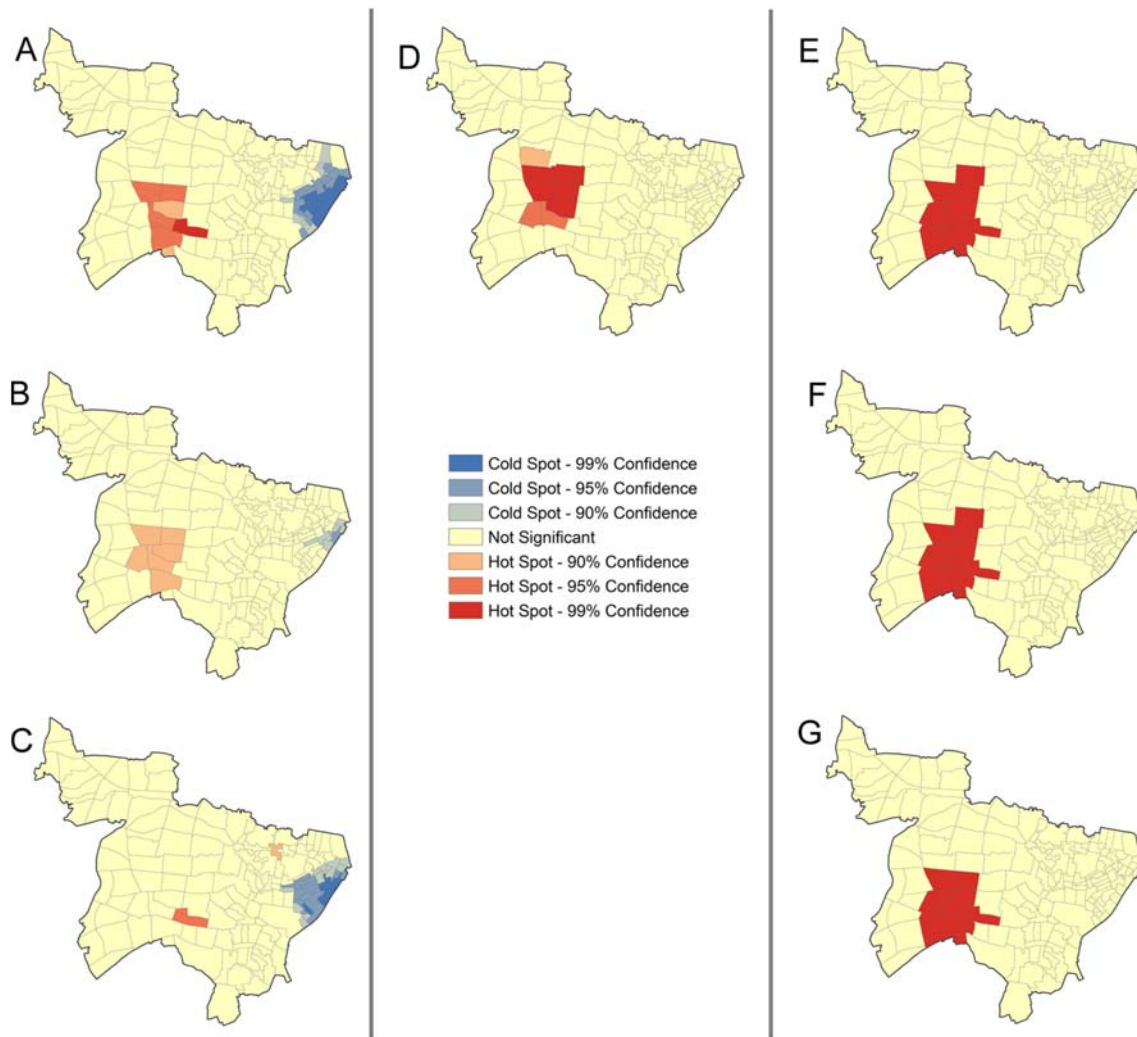 A
D
E
B
F
Cold Spot - 99% Confidence
Cold Spot - 95% Confidence
Cold Spot - 90% Confidence
Not Significant
Hot Spot - 90% Confidence
Hot Spot - 95% Confidence
Hot Spot - 99% Confidence
C
G